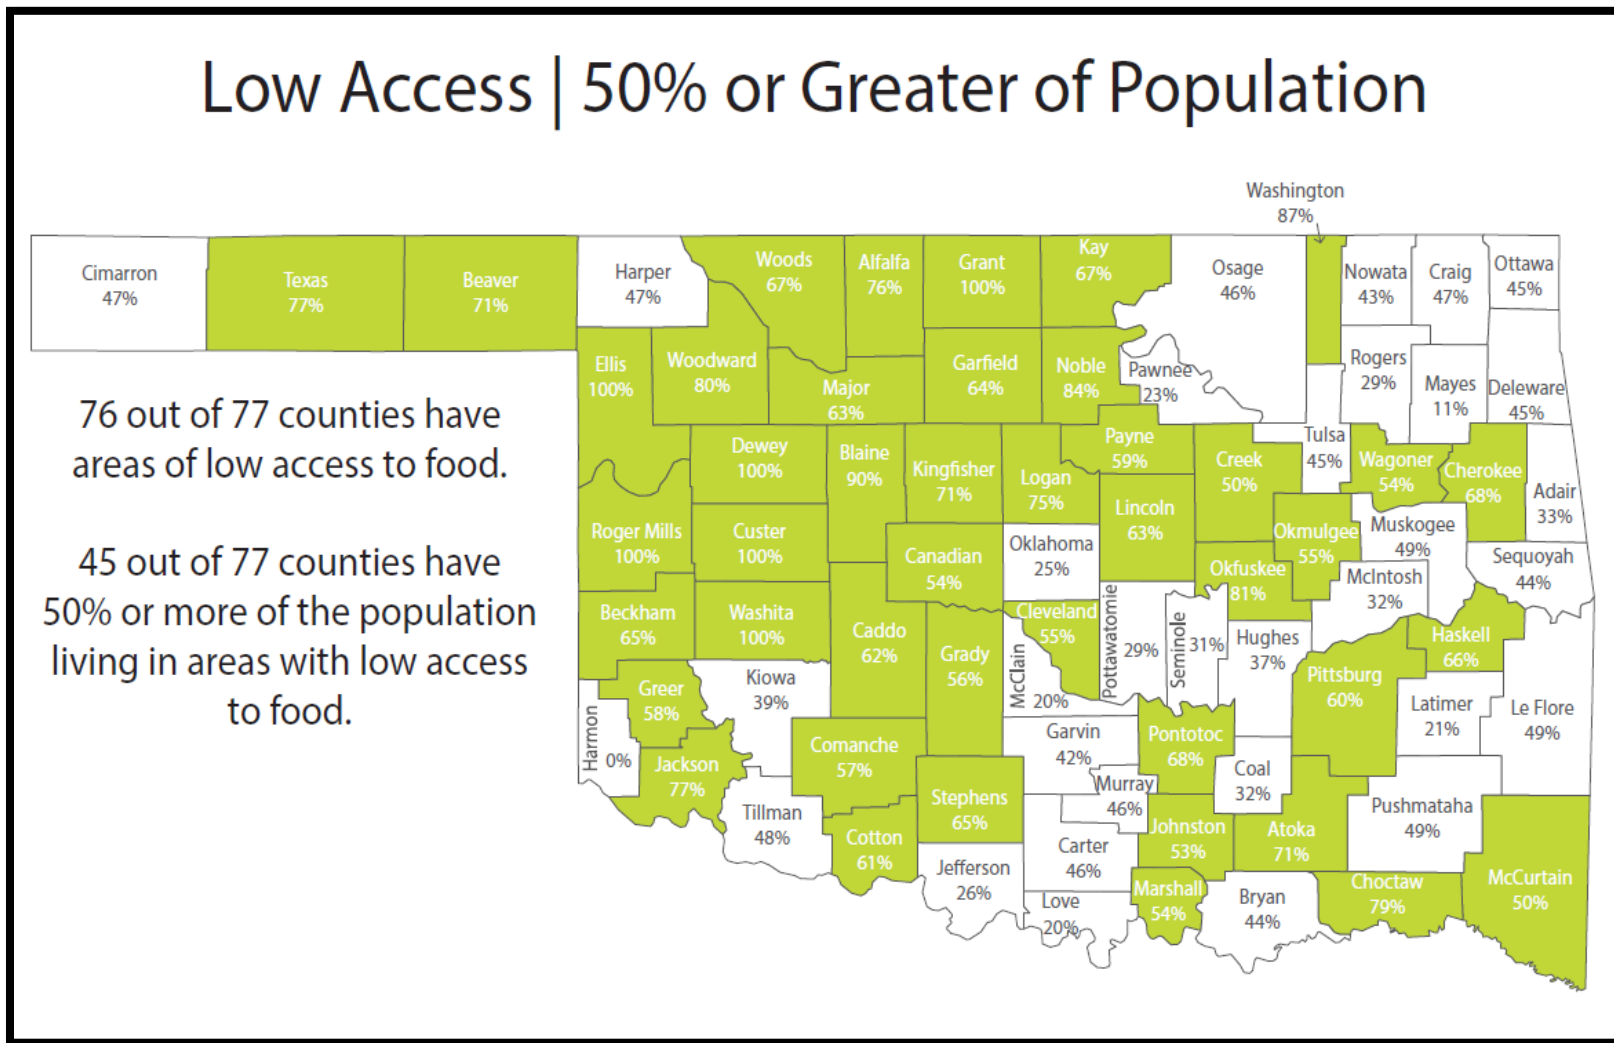 Low Access | 50% or Greater of Population
76 out of 77 counties have
areas of low access to food.
45 out of 77 counties have
50% or more of the population
living in areas with low access
to food.
Washington
87%
Cimarron
47%
Texas
77%
Beaver
71%
Harper
47%
Woods
67%
Alfalfa
76%
Grant
100%
Kay
67%
Osage
46%
Nowata
43%
Craig
47%
Ottawa
45%
Ellis
100%
Woodward
80%
Major
63%
Garfield
64%
Noble
84%
Pawnee
23%
Rogers
29%
Mayes
11%
Deleware
45%
Dewey
100%
Blaine
90%
Kingfisher
71%
Logan
75%
Payne
59%
Creek
50%
Tulsa
45%
Wagoner
54%
Cherokee
68%
Adair
33%
Roger Mills
100%
Custer
100%
Canadian
54%
Oklahoma
25%
Lincoln
63%
Okmulgee
55%
Muskogee
49%
Sequoyah
44%
Okfuskee
81%
McIntosh
32%
Beckham
65%
Washita
100%
Caddo
62%
Grady
56%
Cleveland
55%
McClain
20%
Pottawatomie
29%
Seminole
31%
Hughes
37%
Haskell
66%
Pittsburg
60%
Latimer
21%
Le Flore
49%
Harmon
0%
Greer
58%
Kiowa
39%
Jackson
77%
Comanche
57%
Garvin
42%
Pontotoc
68%
Coal
32%
Murray
46%
Tillman
48%
Cotton
61%
Stephens
65%
Carter
46%
Johnston
53%
Atoka
71%
Pushmataha
49%
Jefferson
26%
Love
20%
Marshall
54%
Bryan
44%
Choctaw
79%
McCurtain
50%